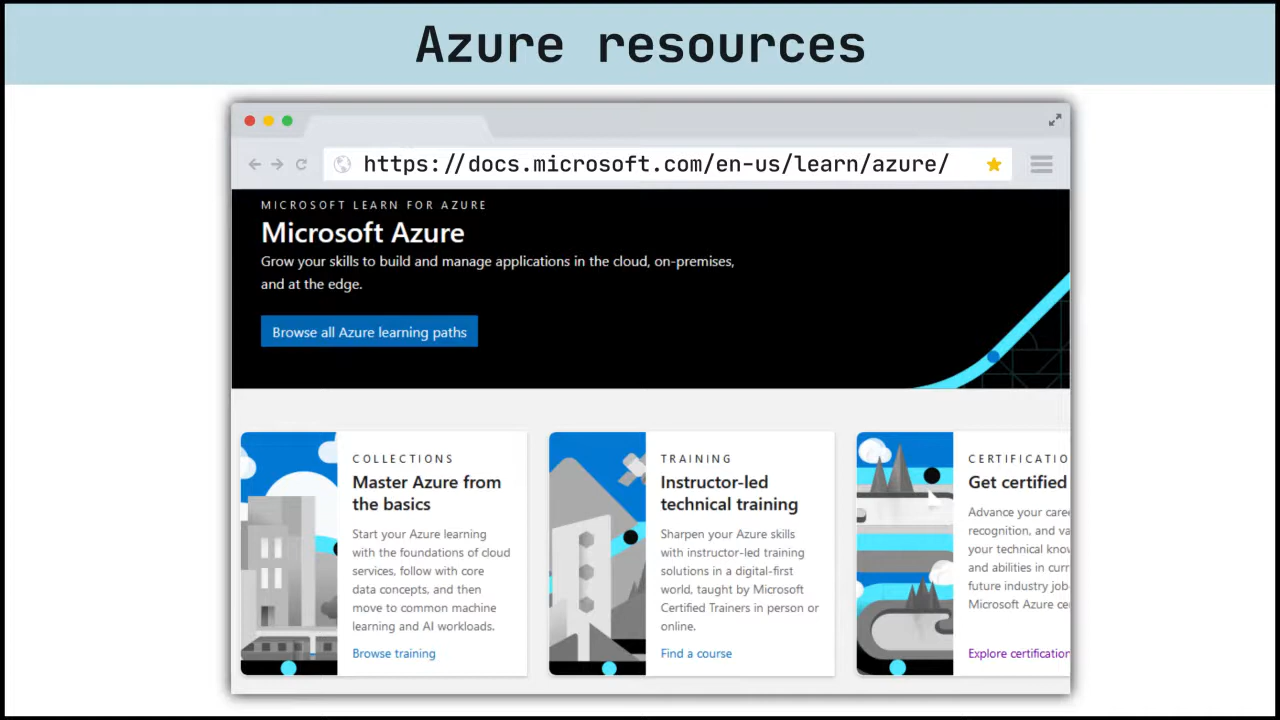 Azure resources
https://docs.microsoft.com/en-us/learn/azure/
MICROSOFT LEARN FOR AZURE
Microsoft Azure
Grow your skills to build and manage applications in the cloud, on-premises,
and at the edge.
Browse all Azure learning paths
COLLECTIONS
Master Azure from
the basics
Start your Azure learning
with the foundations of cloud
services, follow with core
data concepts, and then
move to common machine
learning and AI workloads.
Browse training
TRAINING
Instructor-led
technical training
Sharpen your Azure skills
with instructor-led training
solutions in a digital-first
world, taught by Microsoft
Certified Trainers in person or
online.
Find a course
CERTIFICATIO
Get certified
Advance your
recognition, and
your technical
and abilities in
future industry
Microsoft Azure
Explore certification